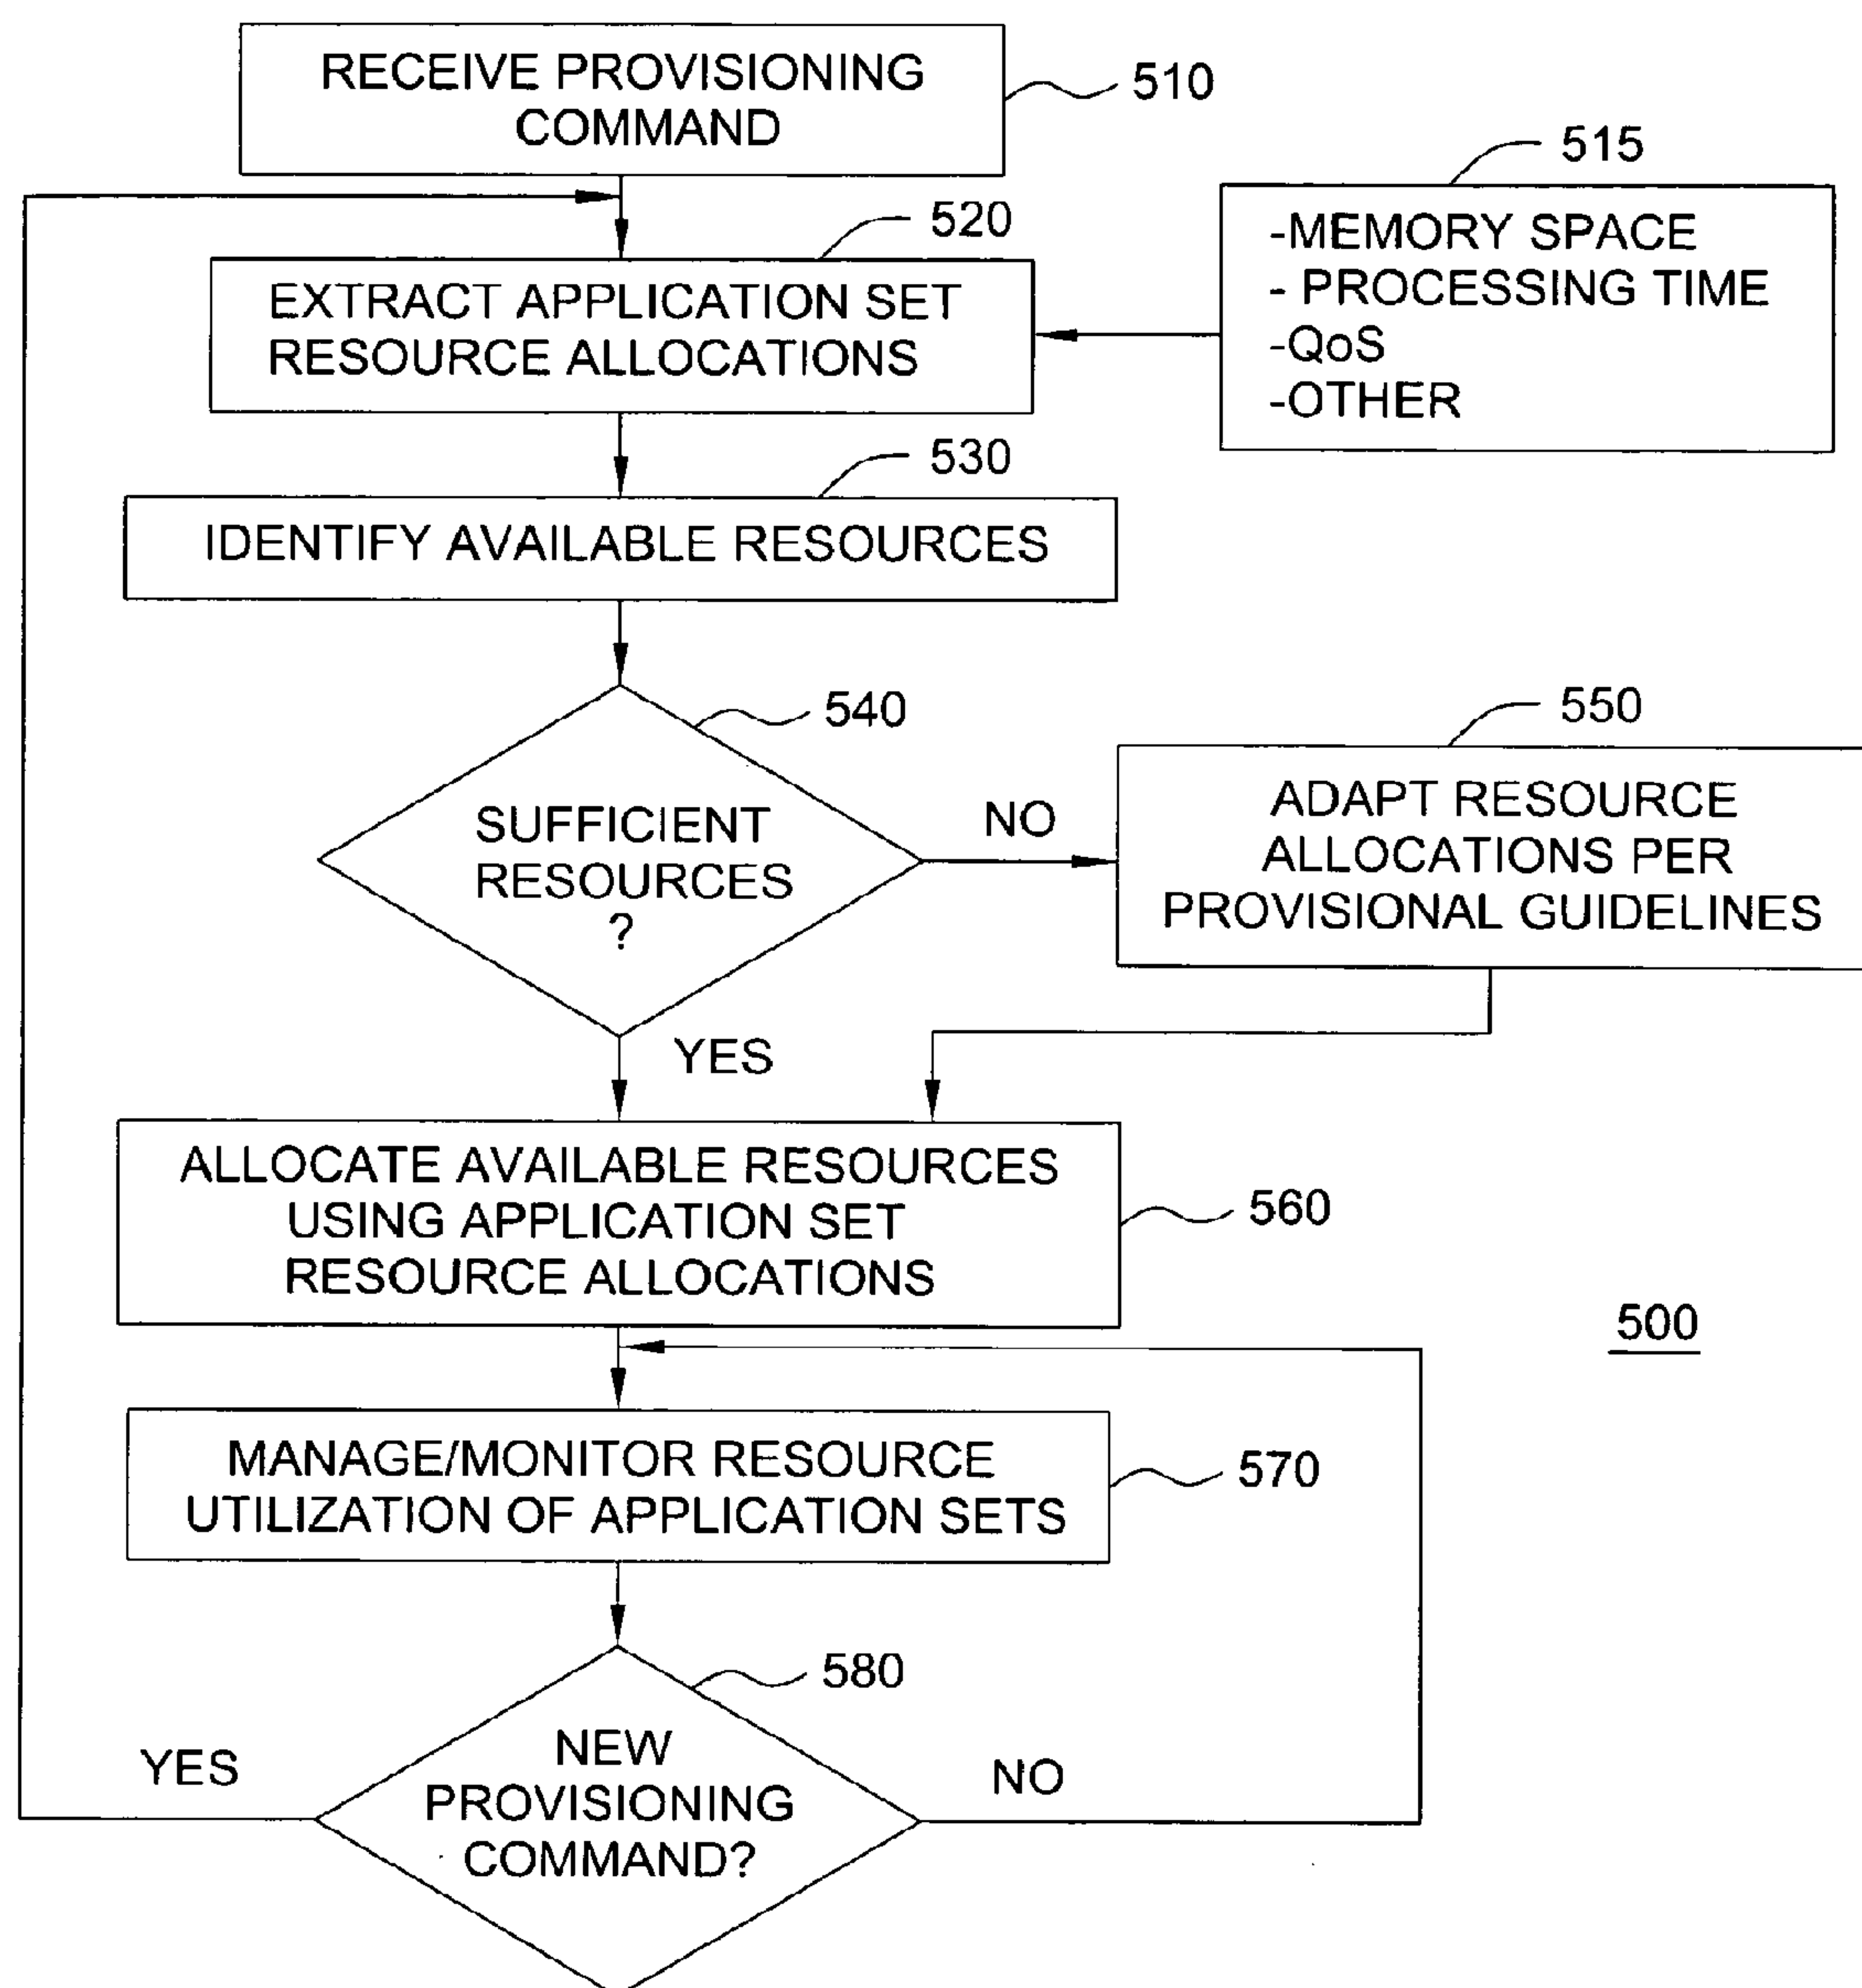 RECEIVE PROVISIONING
COMMAND
510
515
-MEMORY SPACE
- PROCESSING TIME
-QoS
-OTHER
520
EXTRACT APPLICATION SET
RESOURCE ALLOCATIONS
530
IDENTIFY AVAILABLE RESOURCES
540
SUFFICIENT
RESOURCES
?
NO
YES
550
ADAPT RESOURCE
ALLOCATIONS PER
PROVISIONAL GUIDELINES
ALLOCATE AVAILABLE RESOURCES
USING APPLICATION SET
RESOURCE ALLOCATIONS
560
500
MANAGE/MONITOR RESOURCE
UTILIZATION OF APPLICATION SETS
570
580
NEW
PROVISIONING
COMMAND?
YES
NO